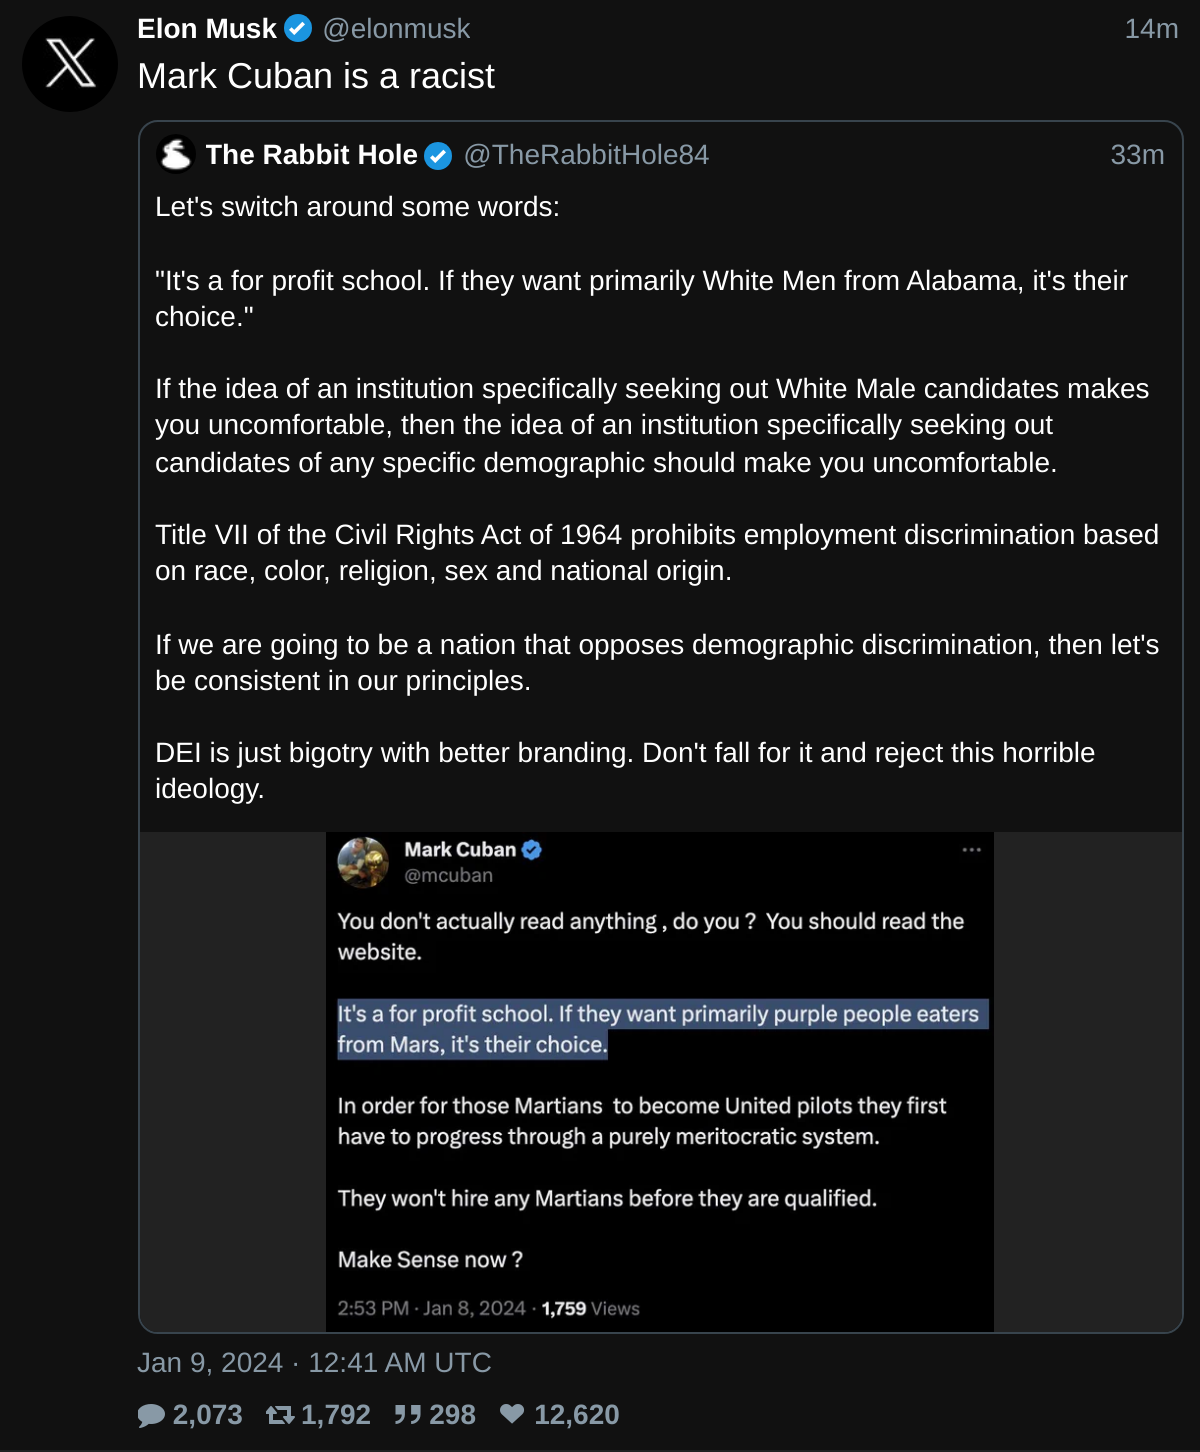 Elon Musk @elonmusk 14m
Mark Cuban is a racist
The Rabbit Hole @TheRabbitHole84 33m
Let's switch around some words:
"It's a for profit school. If they want primarily White Men from Alabama, it's their
choice."
If the idea of an institution specifically seeking out White Male candidates makes
you uncomfortable, then the idea of an institution specifically seeking out
candidates of any specific demographic should make you uncomfortable.
Title VII of the Civil Rights Act of 1964 prohibits employment discrimination based
on race, color, religion, sex and national origin.
If we are going to be a nation that opposes demographic discrimination, then let's
be consistent in our principles.
DEI is just bigotry with better branding. Don't fall for it and reject this horrible
ideology.
Mark Cuban
@mcuban
You don't actually read anything , do you ?  You should read the
website.
It's a for profit school. If they want primarily purple people eaters
from Mars, it's their choice.
In order for those Martians  to become United pilots they first
have to progress through a purely meritocratic system.
They won't hire any Martians before they are qualified.
Make Sense now ?
2:53 PM · Jan 8, 2024 · 1,759 Views
Jan 9, 2024 · 12:41 AM UTC
2,073 1,792 298 12,620